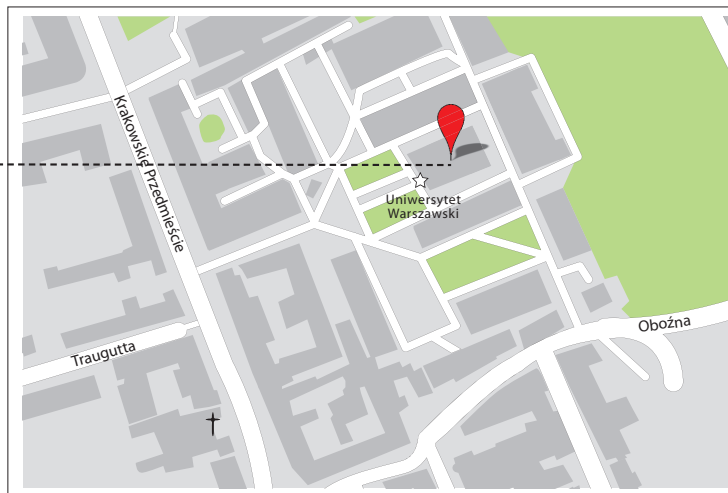 Krakowskie Przedmieście
Uniwersytet
Warszawski
Oboźna
Traugutta